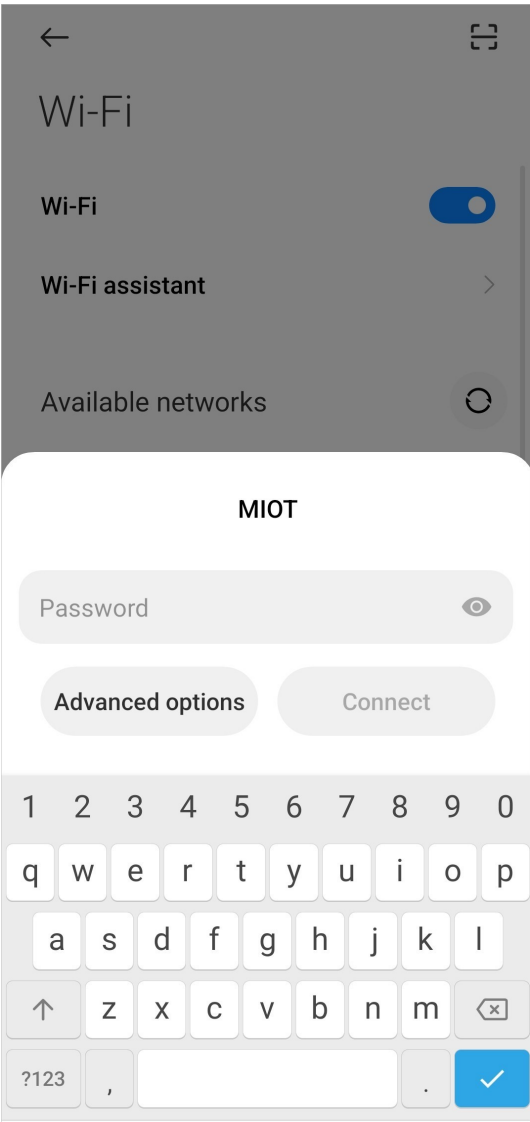 Wi-Fi
Wi-Fi
Wi-Fi assistant
Available networks
MIOT
Password
Advanced options Connect
1 2 3 4 5 6 7 8 9 0
q w e r t y u i o p
a s d f g h j k l
z x c v b n m
?123 , .